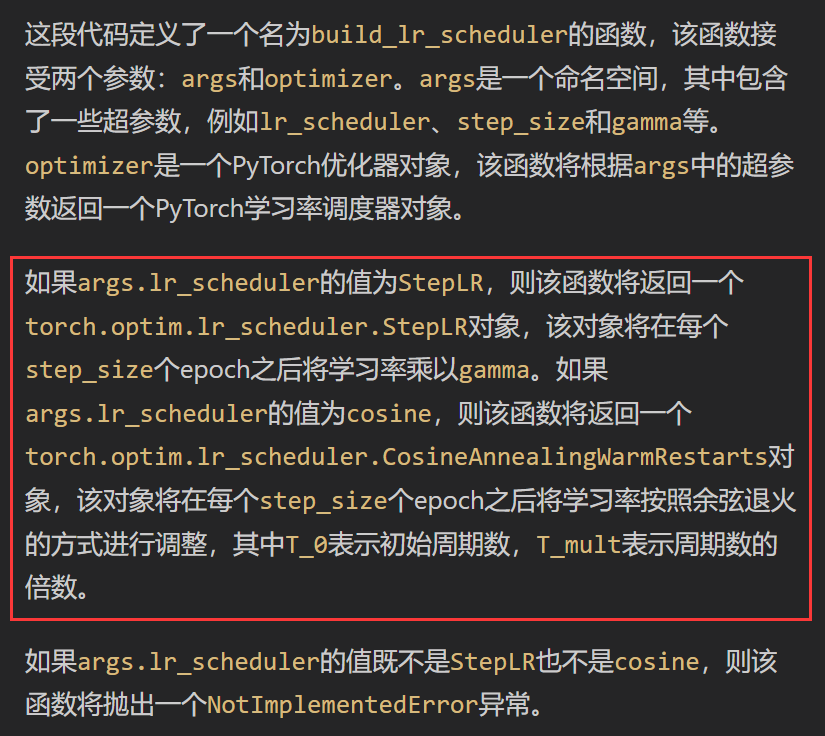 这段代码定义了一个名为build_lr_scheduler的函数，该函数接
受两个参数：args和optimizer。args是一个命名空间，其中包含
了一些超参数，例如lr_scheduler、step_size和gamma等。
optimizer是一个PyTorch优化器对象，该函数将根据args中的超参
数返回一个PyTorch学习率调度器对象。
如果args.lr_scheduler的值为StepLR，则该函数将返回一个
torch.optim.lr_scheduler.StepLR对象，该对象将在每个
step_size个epoch之后将学习率乘以gamma。如果
args.lr_scheduler的值为cosine，则该函数将返回一个
torch.optim.lr_scheduler.CosineAnnealingWarmRestarts对
象，该对象将在每个step_size个epoch之后将学习率按照余弦退火
的方式进行调整，其中T_0表示初始周期数，T_mult表示周期数的
倍数。
如果args.lr_scheduler的值既不是StepLR也不是cosine，则该
函数将抛出一个NotImplementedError异常。